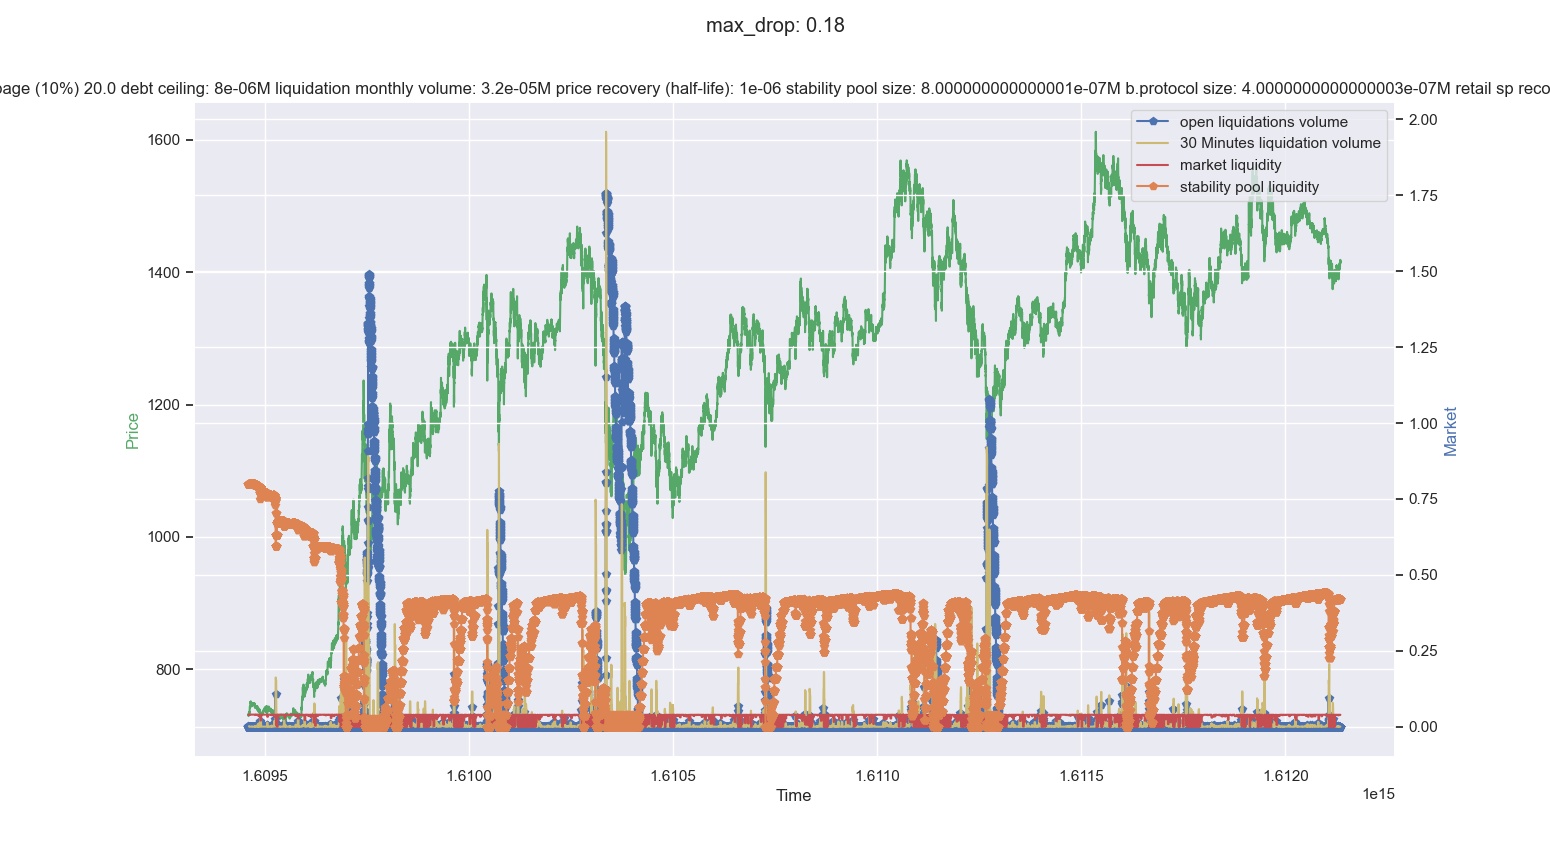 max_drop: 0.18
page (10%) 20.0 debt ceiling: 8e-06M liquidation monthly volume: 3.2e-05M price recovery (half-life): 1e-06 stability pool size: 8.000000000000001e-07M b.protocol size: 4.0000000000000003e-07M retail sp reco
open liquidations volume
30 Minutes liquidation volume
market liquidity
stability pool liquidity
1600
1400
1200
1000
800
Price
2.00
1.75
1.50
1.25
1.00
0.75
0.50
0.25
0.00
Market
1.6095 1.6100 1.6105 1.6110 1.6115 1.6120
Time
1e15